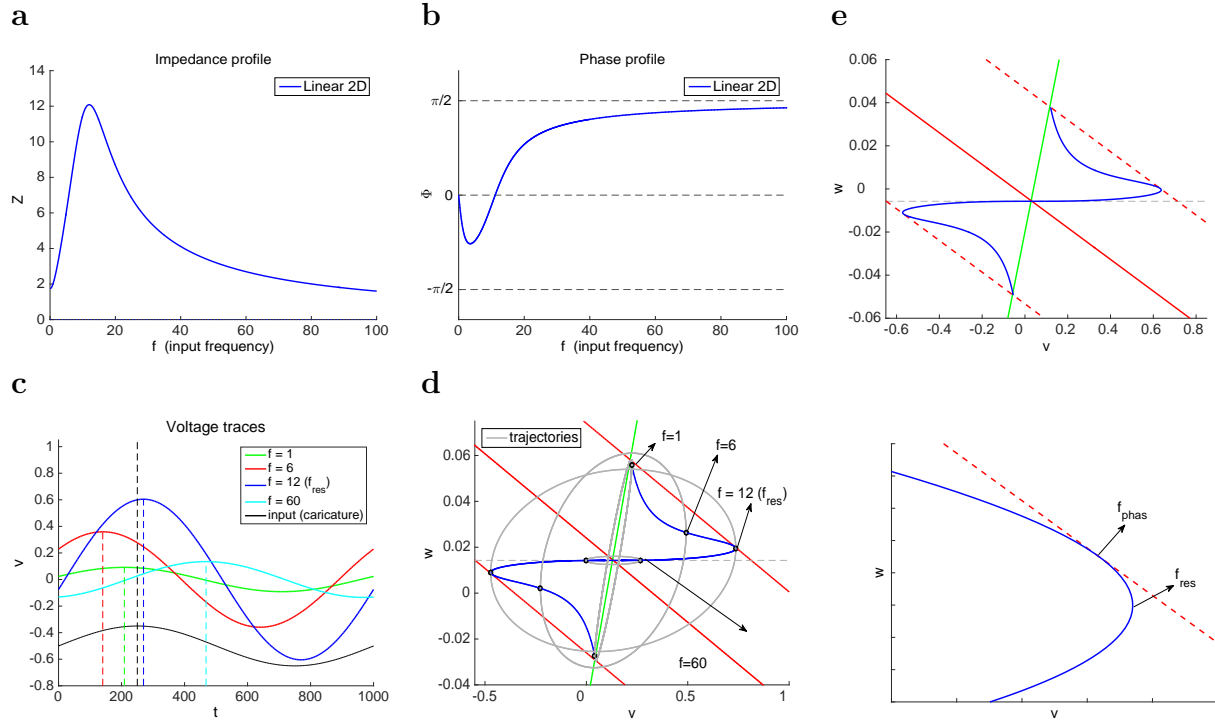 a
Impedance profile
Linear 2D
Z
14
12
10
8
6
4
2
0
0 20 40 60 80 100
f (input frequency)
b
Phase profile
Linear 2D
Φ
π/2
0
-π/2
0 20 40 60 80 100
f (input frequency)
e
w
0.06
0.04
0.02
0
-0.02
-0.04
-0.06
-0.6 -0.4 -0.2 0 0.2 0.4 0.6 0.8
v
c
Voltage traces
f = 1
f = 6
f = 12 (f_res)
f = 60
input (caricature)
v
1
0.8
0.6
0.4
0.2
0
-0.2
-0.4
-0.6
-0.8
0 200 400 600 800 1000
t
d
trajectories
f=1
f=6
f = 12 (f_res)
f=60
w
0.06
0.04
0.02
0
-0.02
-0.04
-0.5 0 0.5 1
v
f_phas
f_res
w
v